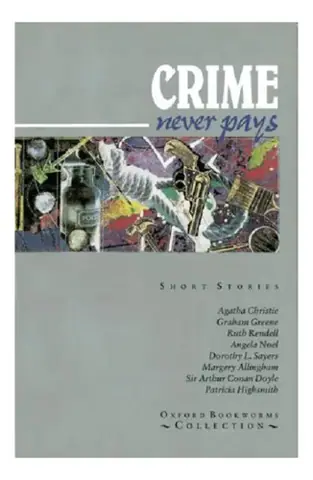 CRIME
never pays
SHORT STORIES
Agatha Christie
Graham Greene
Ruth Rendell
Angela Noel
Dorothy L. Sayers
Margery Allingham
Sir Arthur Conan Doyle
Patricia Highsmith
OXFORD BOOKWORMS
~ COLLECTION ~